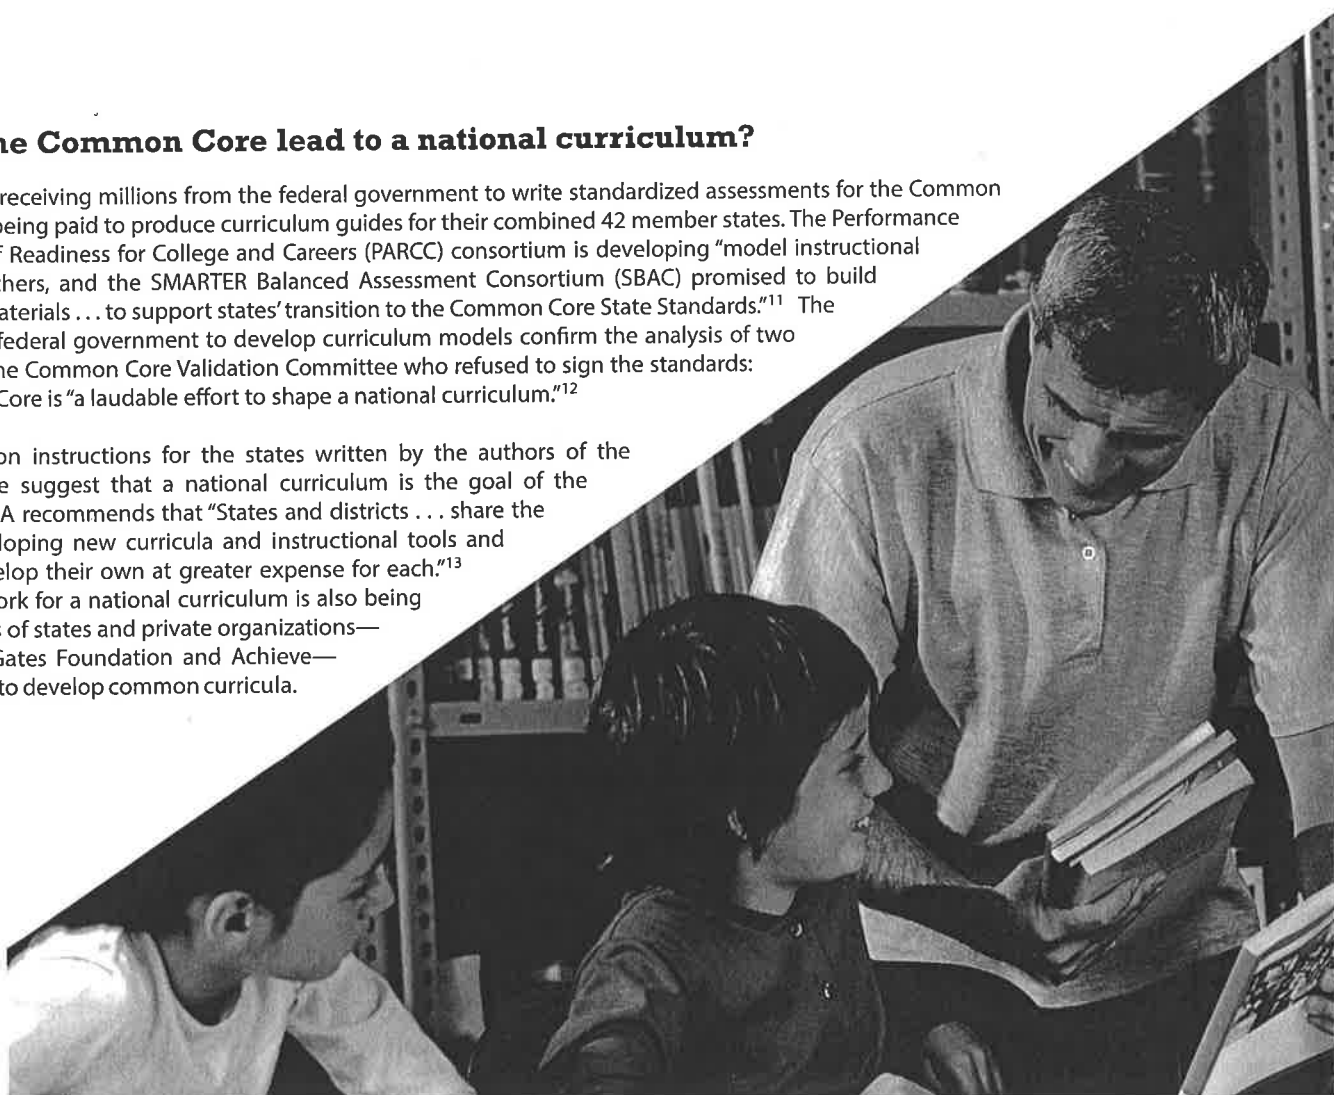 ne Common Core lead to a national curriculum?
receiving millions from the federal government to write standardized assessments for the Common
being paid to produce curriculum guides for their combined 42 member states. The Performance
f Readiness for College and Careers (PARCC) consortium is developing “model instructional
chers, and the SMARTER Balanced Assessment Consortium (SBAC) promised to build
aterials . . . to support states’ transition to the Common Core State Standards.”11 The
federal government to develop curriculum models confirm the analysis of two
he Common Core Validation Committee who refused to sign the standards:
Core is “a laudable effort to shape a national curriculum.”12
on instructions for the states written by the authors of the
e suggest that a national curriculum is the goal of the
A recommends that “States and districts . . . share the
loping new curricula and instructional tools and
elop their own at greater expense for each.”13
ork for a national curriculum is also being
s of states and private organizations—
Gates Foundation and Achieve—
to develop common curricula.